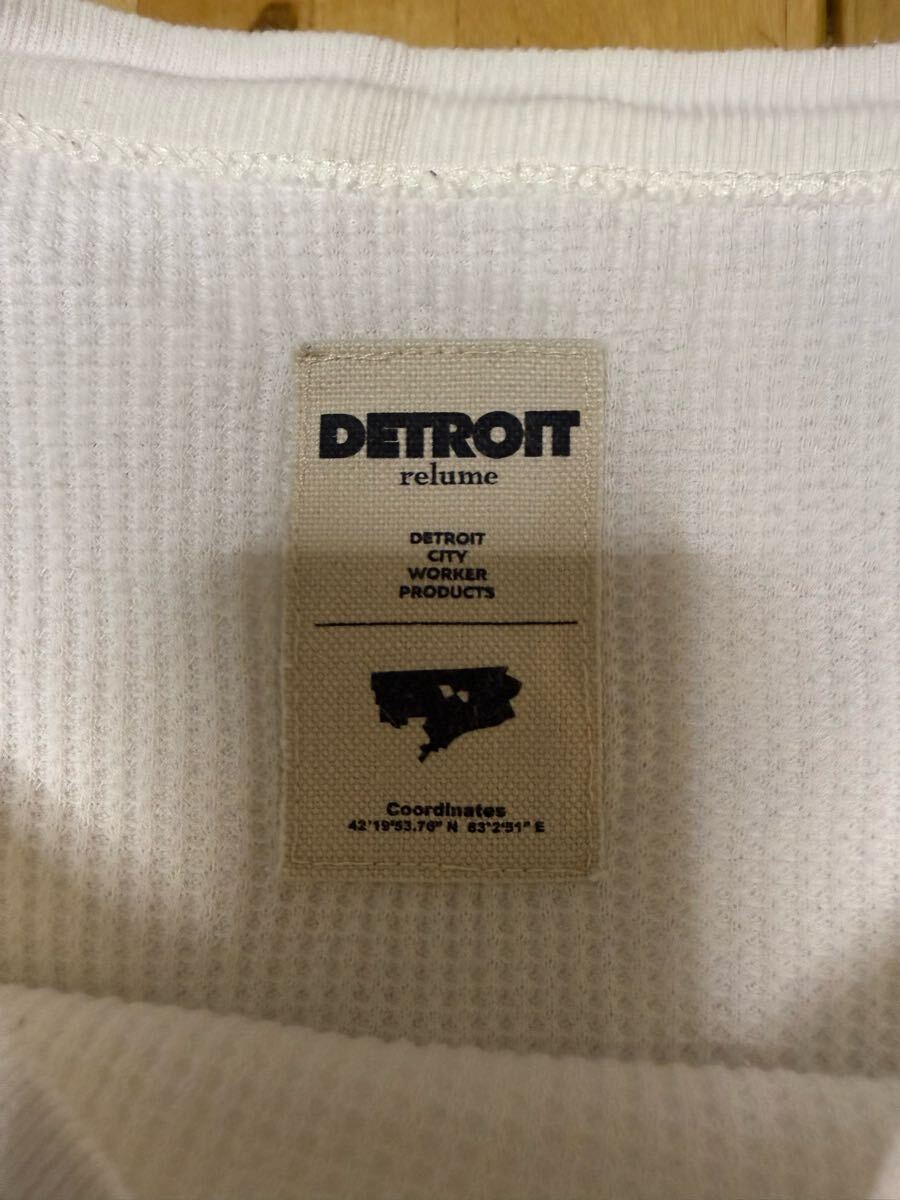 DETROIT
relume
DETROIT
CITY
WORKER
PRODUCTS
Coordinates
42°19'53.76" N 83°2'51" E